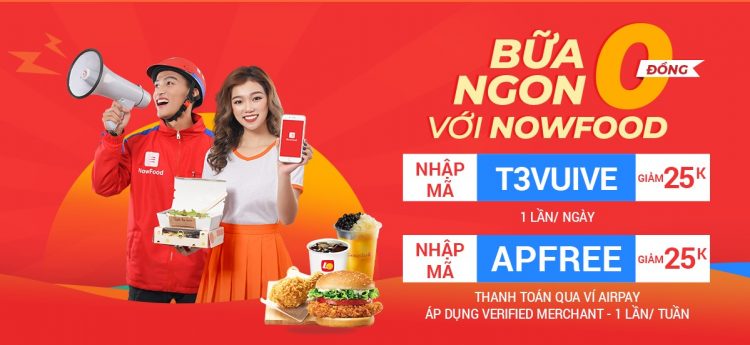 BỮA
NGON 0 ĐỒNG
VỚI NOWFOOD
NHẬP MÃ
T3VUIVE
GIẢM 25K
1 LẦN/ NGÀY
NHẬP MÃ
APFREE
GIẢM 25K
THANH TOÁN QUA VÍ AIRPAY
ÁP DỤNG VERIFIED MERCHANT - 1 LẦN/ TUẦN
NowFood